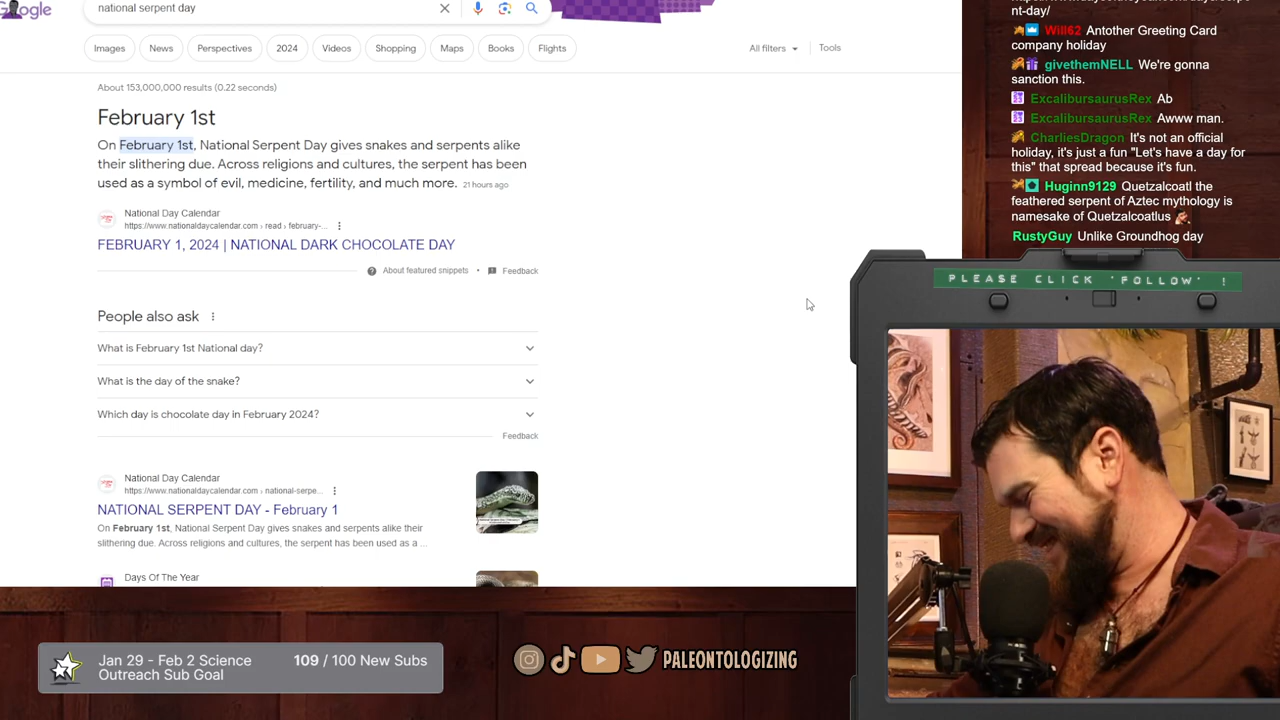 Google
national serpent day
Images
News
Perspectives
2024
Videos
Shopping
Maps
Books
Flights
All filters
Tools
About 153,000,000 results (0.22 seconds)
February 1st
On February 1st, National Serpent Day gives snakes and serpents alike
their slithering due. Across religions and cultures, the serpent has been
used as a symbol of evil, medicine, fertility, and much more. 21 hours ago
National Day Calendar
https://www.nationaldaycalendar.com › read › february-...
FEBRUARY 1, 2024 | NATIONAL DARK CHOCOLATE DAY
About featured snippets • Feedback
People also ask
What is February 1st National day?
What is the day of the snake?
Which day is chocolate day in February 2024?
Feedback
National Day Calendar
https://www.nationaldaycalendar.com › national-serpe...
NATIONAL SERPENT DAY - February 1
On February 1st, National Serpent Day gives snakes and serpents alike their
slithering due. Across religions and cultures, the serpent has been used as a ...
Days Of The Year
nt-day/
Will62 Antother Greeting Card
company holiday
givethemNELL We're gonna
sanction this.
ExcalibursaurusRex Ab
ExcalibursaurusRex Awww man.
CharliesDragon It's not an official
holiday, it's just a fun "Let's have a day for
this" that spread because it's fun.
Huginn9129 Quetzalcoatl the
feathered serpent of Aztec mythology is
namesake of Quetzalcoatlus
RustyGuy Unlike Groundhog day
PLEASE CLICK 'FOLLOW' !
Jan 29 - Feb 2 Science
Outreach Sub Goal
109 / 100 New Subs
PALEONTOLOGIZING